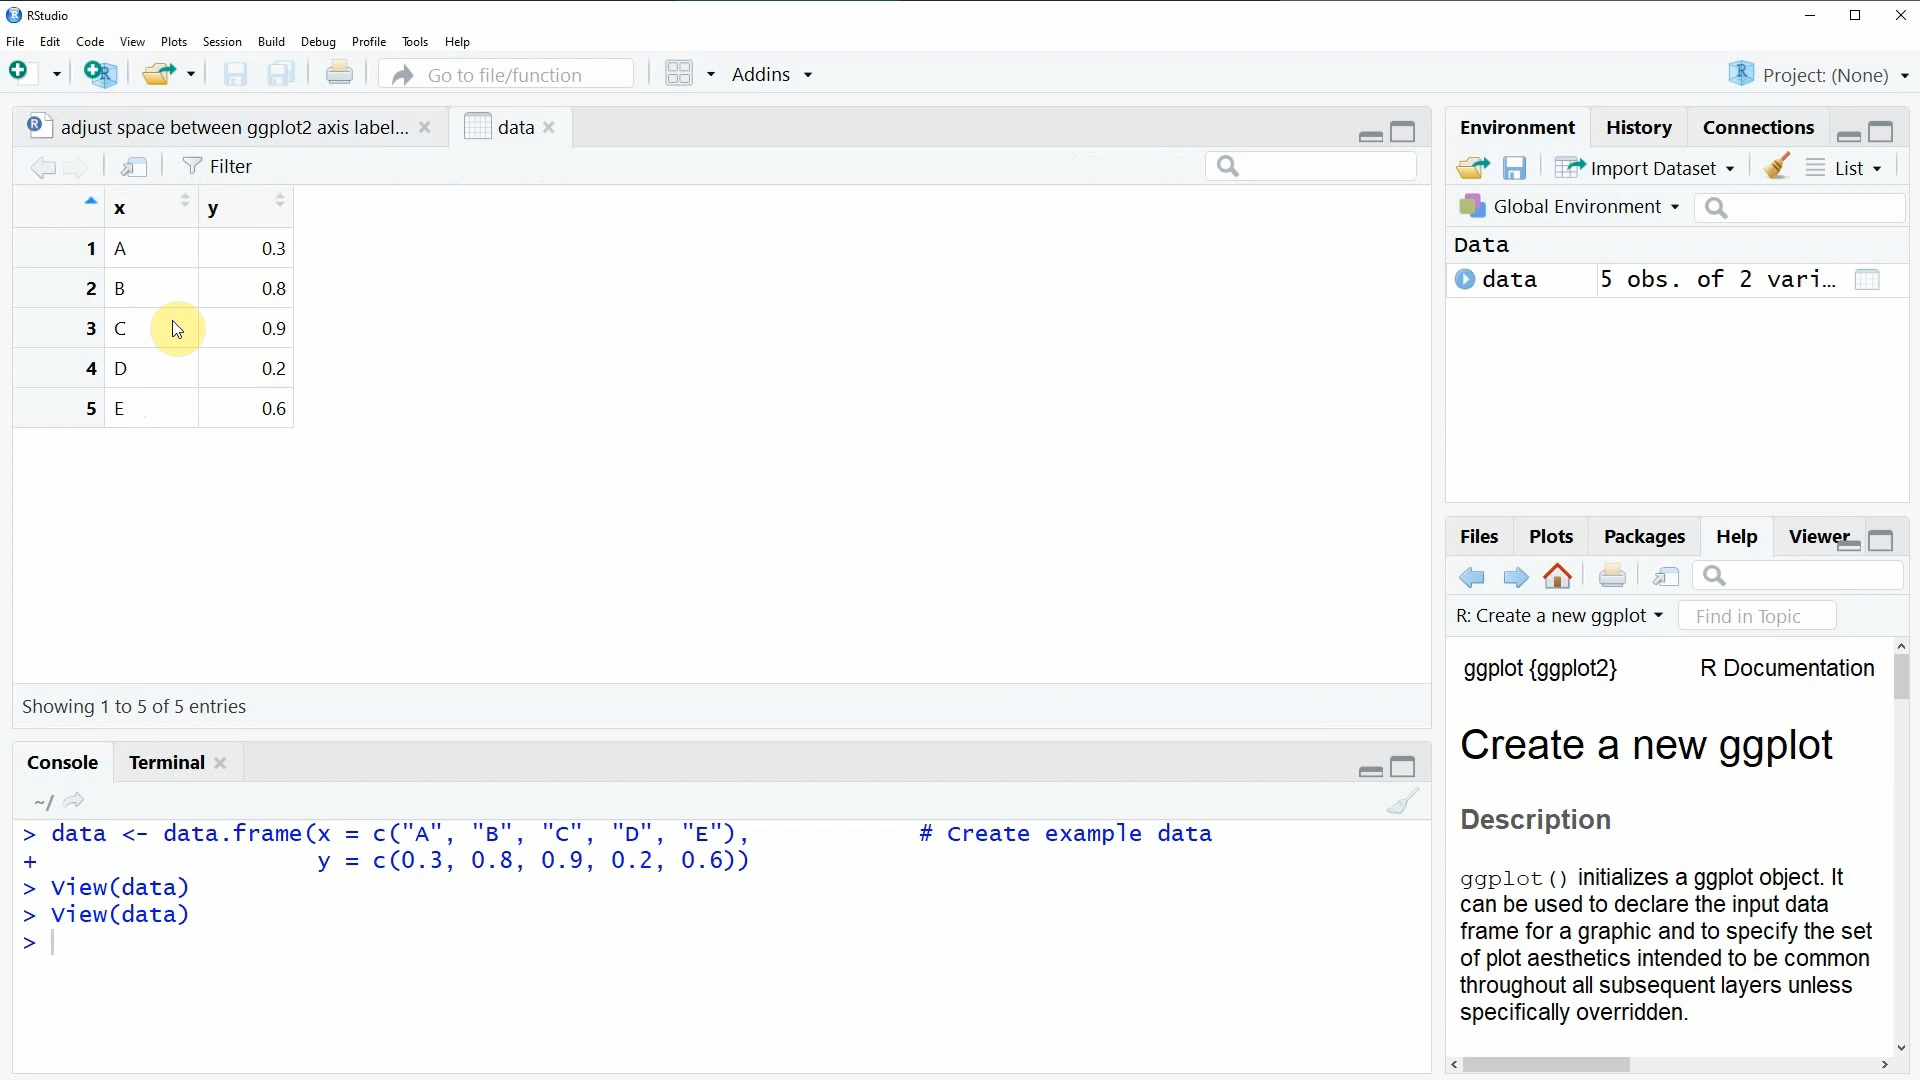 RStudio
File Edit Code View Plots Session Build Debug Profile Tools Help
Go to file/function Addins Project: (None)
adjust space between ggplot2 axis label... data
Filter
x y
1 A 0.3
2 B 0.8
3 C 0.9
4 D 0.2
5 E 0.6
Showing 1 to 5 of 5 entries
Console Terminal
~/
> data <- data.frame(x = c("A", "B", "C", "D", "E"), # Create example data
+ y = c(0.3, 0.8, 0.9, 0.2, 0.6))
> View(data)
> View(data)
>
Environment History Connections
Import Dataset List
Global Environment
Data
data 5 obs. of 2 vari...
Files Plots Packages Help Viewer
R: Create a new ggplot Find in Topic
ggplot {ggplot2} R Documentation
Create a new ggplot
Description
ggplot() initializes a ggplot object. It
can be used to declare the input data
frame for a graphic and to specify the set
of plot aesthetics intended to be common
throughout all subsequent layers unless
specifically overridden.